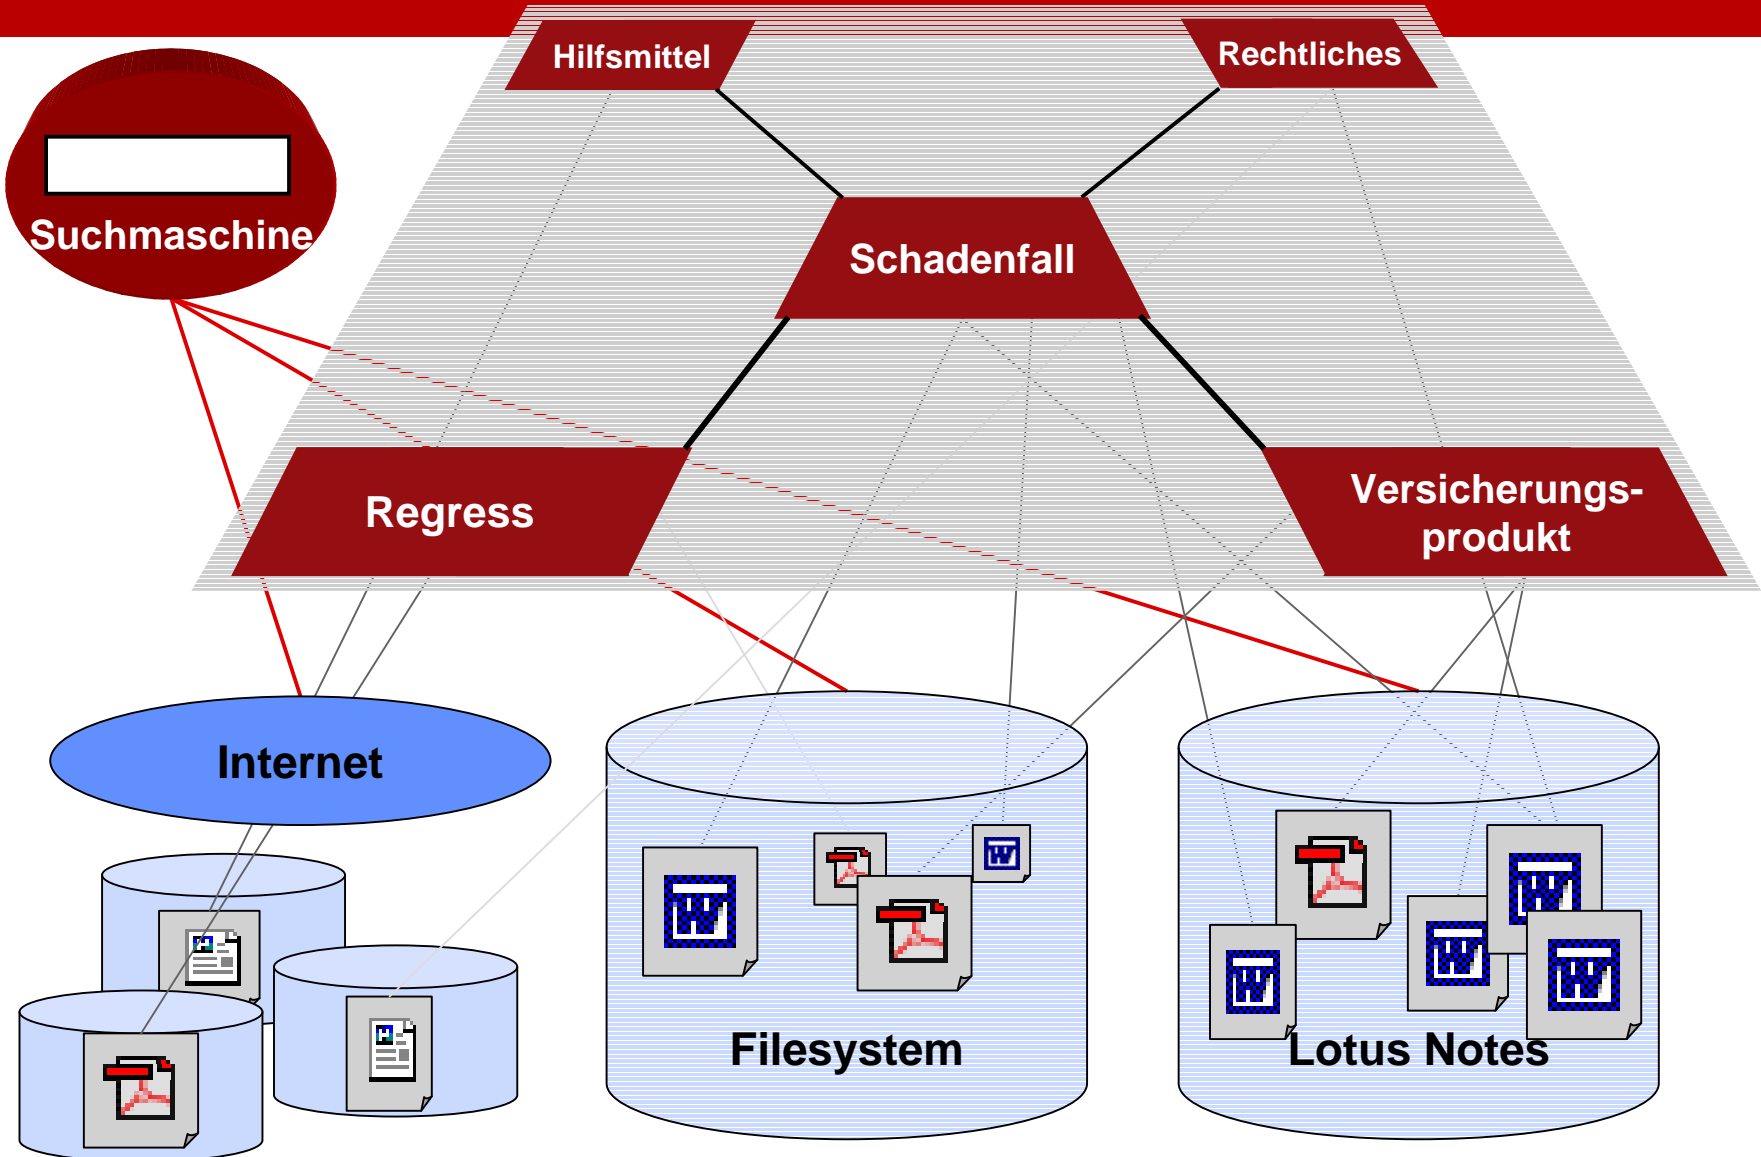 Hilfsmittel
Rechtliches
Suchmaschine
Schadenfall
Regress
Versicherungs-
produkt
Internet
Filesystem
Lotus Notes